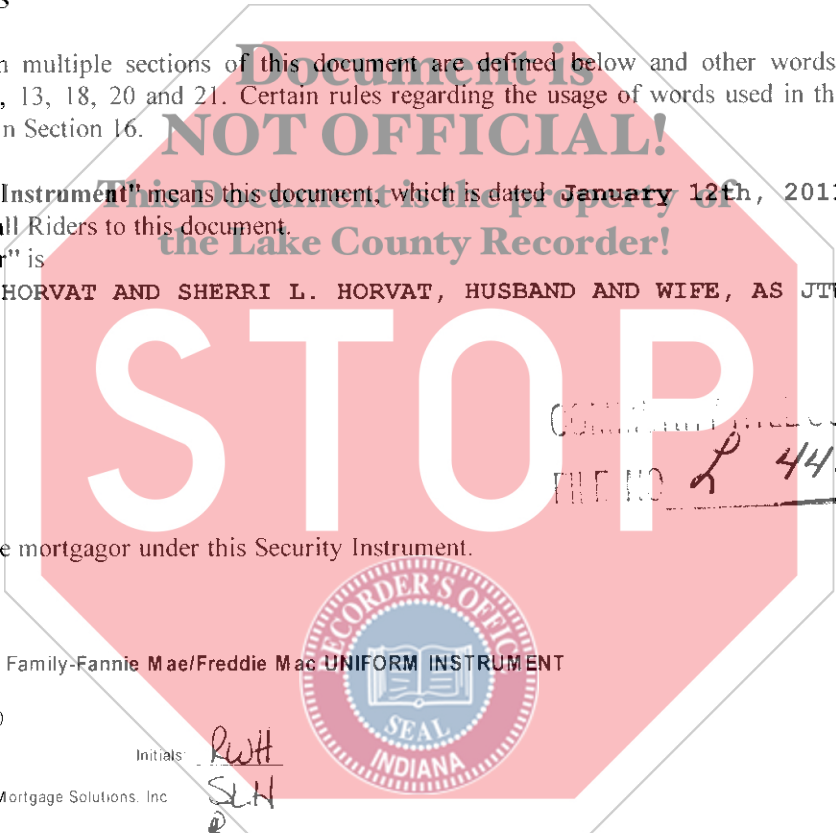 s
n multiple sections of this document are defined below and other words
, 13, 18, 20 and 21. Certain rules regarding the usage of words used in th
n Section 16.
Document is
NOT OFFICIAL!
This Document is the property of
the Lake County Recorder!
Instrument" means this document, which is dated January 12th, 2011
all Riders to this document.
r" is
HORVAT AND SHERRI L. HORVAT, HUSBAND AND WIFE, AS JT
STOP
FILE NO L 44
e mortgagor under this Security Instrument.
RECORDER'S OFFICE
SEAL
INDIANA
Family-Fannie Mae/Freddie Mac UNIFORM INSTRUMENT
)
Initials: RWH
Mortgage Solutions, Inc
SLH